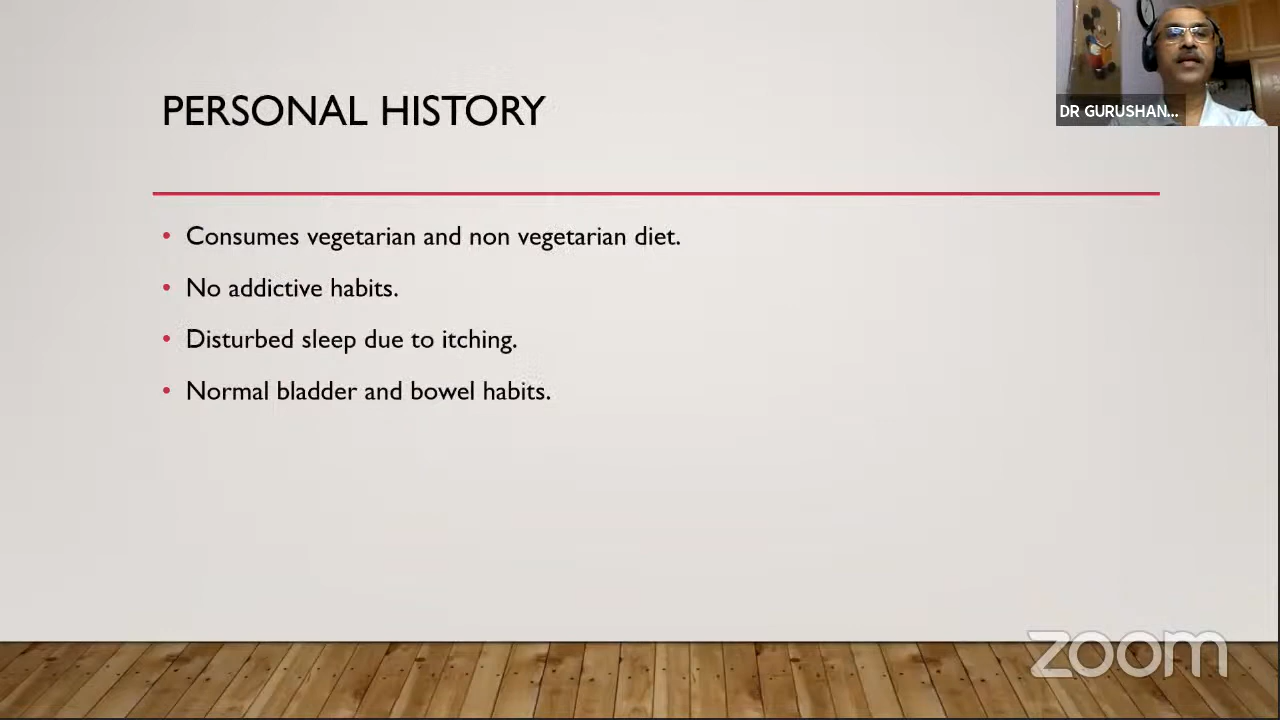 PERSONAL HISTORY
DR GURUSHAN...
• Consumes vegetarian and non vegetarian diet.
• No addictive habits.
• Disturbed sleep due to itching.
• Normal bladder and bowel habits.
zoom